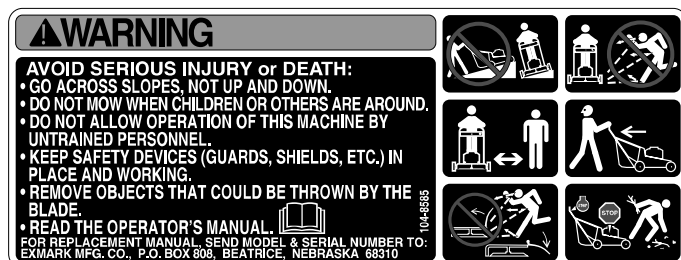 WARNING
AVOID SERIOUS INJURY or DEATH:
• GO ACROSS SLOPES, NOT UP AND DOWN.
• DO NOT MOW WHEN CHILDREN OR OTHERS ARE AROUND.
• DO NOT ALLOW OPERATION OF THIS MACHINE BY
UNTRAINED PERSONNEL.
• KEEP SAFETY DEVICES (GUARDS, SHIELDS, ETC.) IN
PLACE AND WORKING.
• REMOVE OBJECTS THAT COULD BE THROWN BY THE
BLADE.
• READ THE OPERATOR'S MANUAL.
FOR REPLACEMENT MANUAL, SEND MODEL & SERIAL NUMBER TO:
EXMARK MFG. CO., P.O. BOX 808, BEATRICE, NEBRASKA 68310
104-8585
STOP
STOP